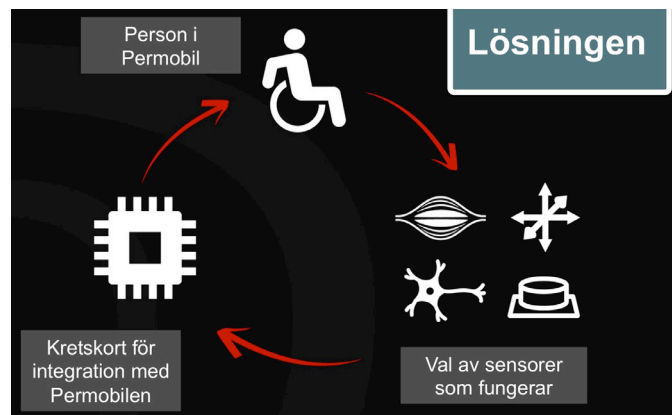 Lösningen
Person i
Permobil
Kretskort för
integration med
Permobilen
Val av sensorer
som fungerar